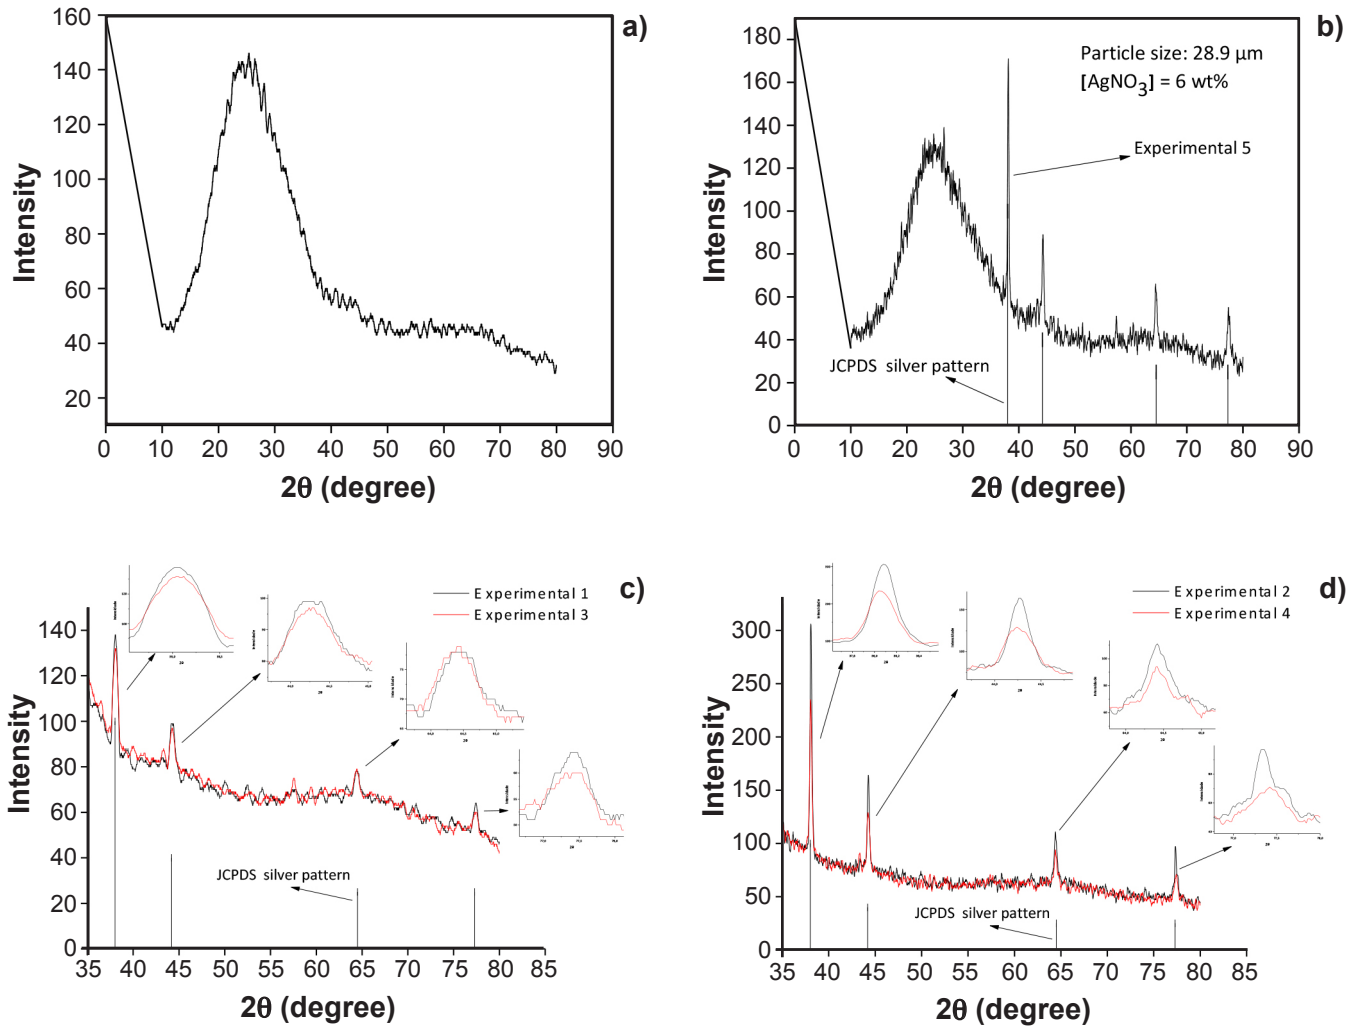 a)
160
140
120
100
80
60
40
20
Intensity
0 10 20 30 40 50 60 70 80 90
2θ (degree)
b)
180
160
140
120
100
80
60
40
20
0
Intensity
Particle size: 28.9 µm
[AgNO3] = 6 wt%
Experimental 5
JCPDS silver pattern
0 10 20 30 40 50 60 70 80 90
2θ (degree)
c)
Experimental 1
Experimental 3
140
120
100
80
60
40
20
0
Intensity
JCPDS silver pattern
35 40 45 50 55 60 65 70 75 80 85
2θ (degree)
d)
Experimental 2
Experimental 4
300
250
200
150
100
50
0
Intensity
JCPDS silver pattern
35 40 45 50 55 60 65 70 75 80 85
2θ (degree)